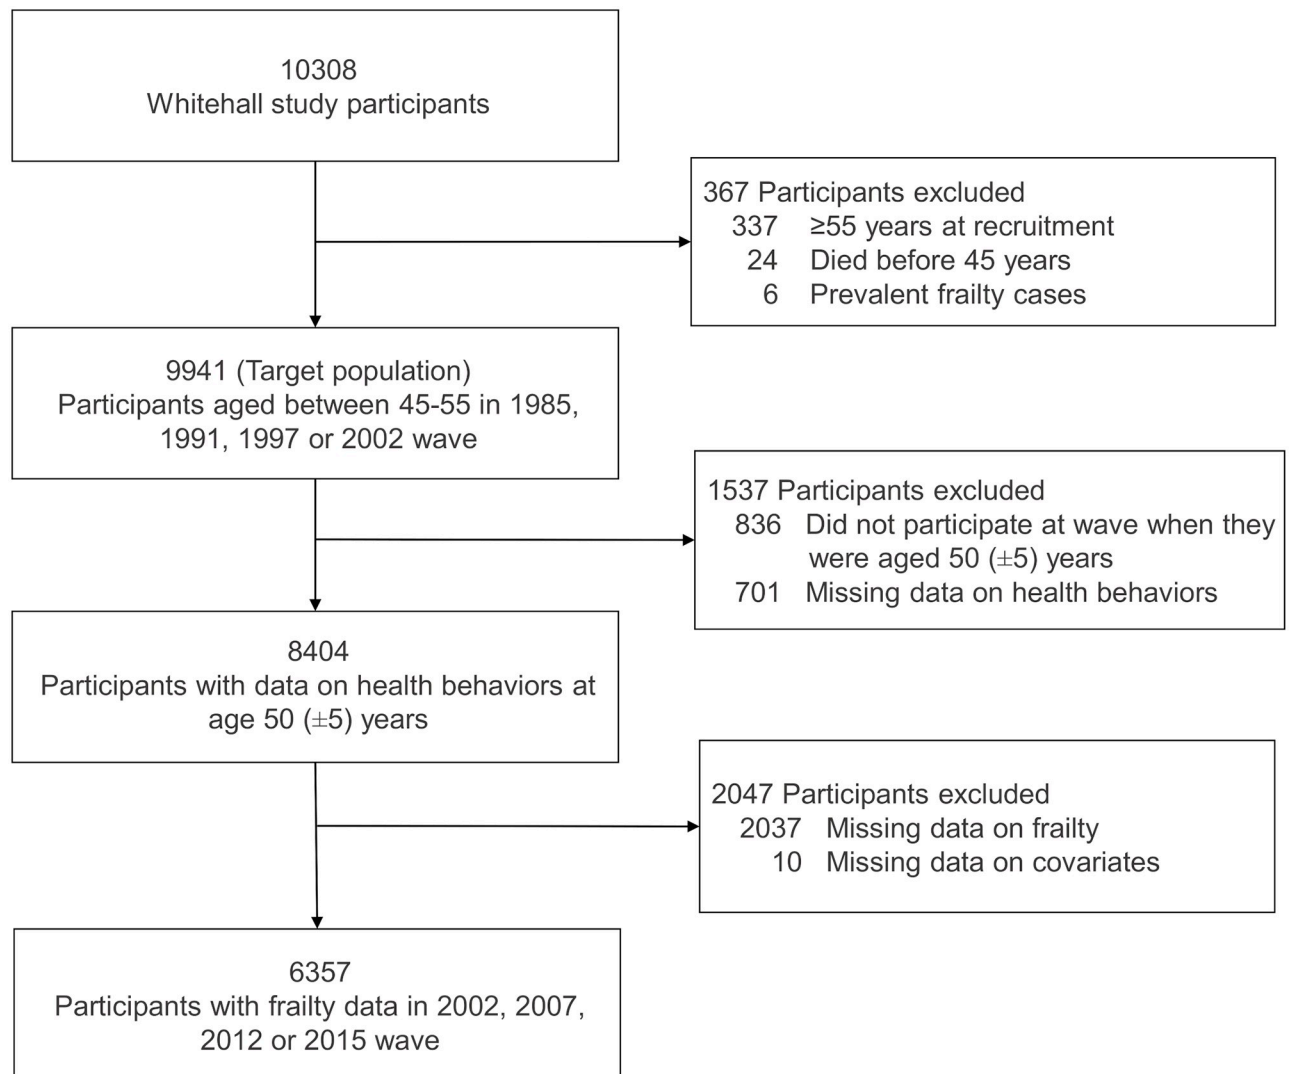 10308
Whitehall study participants
367 Participants excluded
337 ≥55 years at recruitment
24 Died before 45 years
6 Prevalent frailty cases
9941 (Target population)
Participants aged between 45-55 in 1985,
1991, 1997 or 2002 wave
1537 Participants excluded
836 Did not participate at wave when they
were aged 50 (±5) years
701 Missing data on health behaviors
8404
Participants with data on health behaviors at
age 50 (±5) years
2047 Participants excluded
2037 Missing data on frailty
10 Missing data on covariates
6357
Participants with frailty data in 2002, 2007,
2012 or 2015 wave